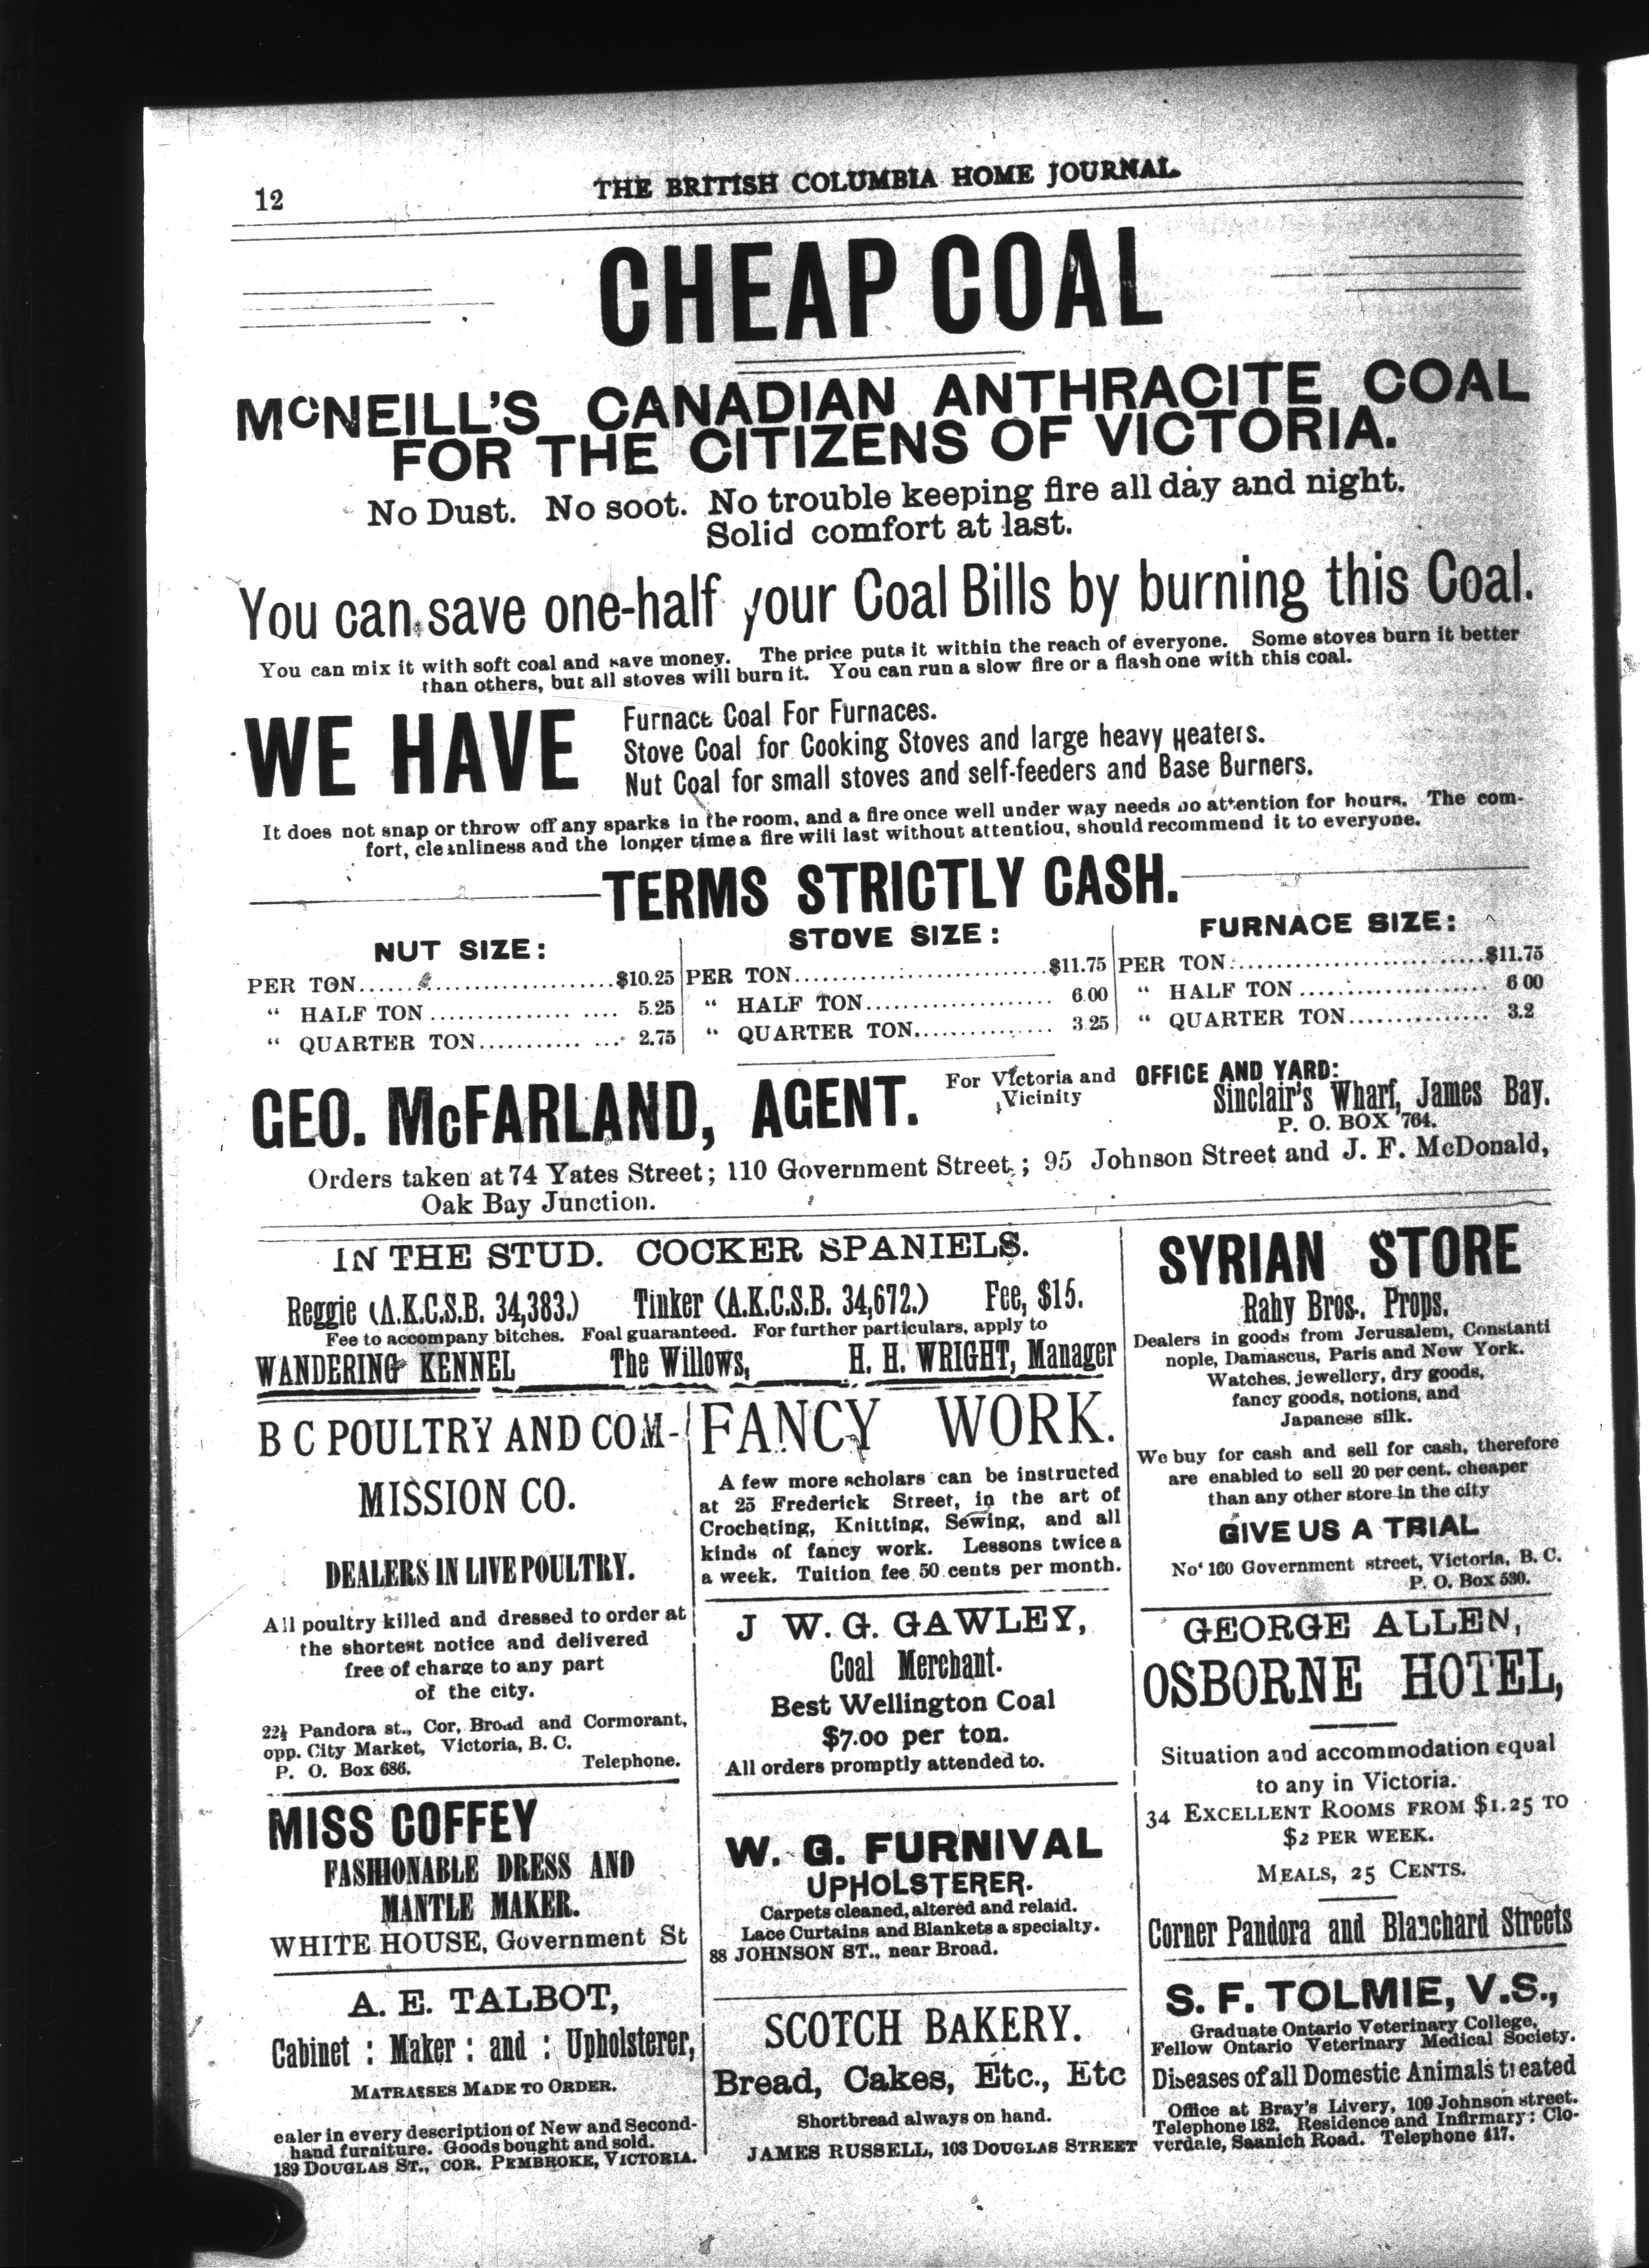 12
THE BRITISH COLUMBIA HOME JOURNAL.
CHEAP COAL
McNEILL'S CANADIAN ANTHRACITE COAL
FOR THE CITIZENS OF VICTORIA.
No Dust. No soot. No trouble keeping fire all day and night.
Solid comfort at last.
You can save one-half your Coal Bills by burning this Coal.
You can mix it with soft coal and save money. The price puts it within the reach of everyone. Some stoves burn it better
than others, but all stoves will burn it. You can run a slow fire or a flash one with this coal.
WE HAVE
Furnace Coal For Furnaces.
Stove Coal for Cooking Stoves and large heavy Heaters.
Nut Coal for small stoves and self-feeders and Base Burners.
It does not snap or throw off any sparks in the room, and a fire once well under way needs no attention for hours. The com-
fort, cleanliness and the longer time a fire will last without attentiou, should recommend it to everyone.
TERMS STRICTLY CASH.
NUT SIZE:
PER TON.................................$10.25
" HALF TON ................... 5.25
" QUARTER TON.............. 2.75
STOVE SIZE:
PER TON...........................$11.75
" HALF TON.................... 6 00
" QUARTER TON.............. 3 25
FURNACE SIZE:
PER TON............................$11.75
" HALF TON .................... 6 00
" QUARTER TON............... 3.2
GEO. McFARLAND, AGENT.
For Victoria and
Vicinity
OFFICE AND YARD:
Sinclair's Wharf, James Bay.
P. O. BOX 764.
Orders taken at 74 Yates Street; 110 Government Street; 95 Johnson Street and J. F. McDonald,
Oak Bay Junction.
IN THE STUD. COCKER SPANIELS.
Reggie (A.K.C.S.B. 34,383.) Tinker (A.K.C.S.B. 34,672.) Fee, $15.
Fee to accompany bitches. Foal guaranteed. For further particulars, apply to
WANDERING KENNEL The Willows, H. H. WRIGHT, Manager
B C POULTRY AND COM-
MISSION CO.
DEALERS IN LIVE POULTRY.
All poultry killed and dressed to order at
the shortest notice and delivered
free of charge to any part
of the city.
22½ Pandora st., Cor, Broad and Cormorant,
opp. City Market, Victoria, B. C.
P. O. Box 686. Telephone.
MISS COFFEY
FASHIONABLE DRESS AND
MANTLE MAKER.
WHITE HOUSE, Government St
A. E. TALBOT,
Cabinet : Maker : and : Upholsterer,
MATRASSES MADE TO ORDER.
ealer in every description of New and Second-
hand furniture. Goods bought and sold.
189 DOUGLAS ST., COR. PEMBROKE, VICTORIA.
FANCY WORK.
A few more scholars can be instructed
at 25 Frederick Street, in the art of
Crocheting, Knitting, Sewing, and all
kinds of fancy work. Lessons twice a
a week. Tuition fee 50 cents per month.
J W. G. GAWLEY,
Coal Merchant.
Best Wellington Coal
$7.00 per ton.
All orders promptly attended to.
W. G. FURNIVAL
UPHOLSTERER.
Carpets cleaned, altered and relaid.
Lace Curtains and Blankets a specialty.
88 JOHNSON ST., near Broad.
SCOTCH BAKERY.
Bread, Cakes, Etc., Etc
Shortbread always on hand.
JAMES RUSSELL, 103 DOUGLAS STREET
SYRIAN STORE
Rahy Bros., Props.
Dealers in goods from Jerusalem, Constanti
nople, Damascus, Paris and New York.
Watches, jewellery, dry goods,
fancy goods, notions, and
Japanese silk.
We buy for cash and sell for cash, therefore
are enabled to sell 20 per cent. cheaper
than any other store in the city
GIVE US A TRIAL
No' 160 Government street, Victoria, B. C.
P. O. Box 530.
GEORGE ALLEN,
OSBORNE HOTEL,
Situation and accommodation equal
to any in Victoria.
34 EXCELLENT ROOMS FROM $1.25 TO
$2 PER WEEK.
MEALS, 25 CENTS.
Corner Pandora and Blanchard Streets
S. F. TOLMIE, V.S.,
Graduate Ontario Veterinary College,
Fellow Ontario Veterinary Medical Society.
Diseases of all Domestic Animals treated
Office at Bray's Livery, 109 Johnson street.
Telephone 182. Residence and Infirmary: Clo-
verdale, Saanich Road. Telephone 417.